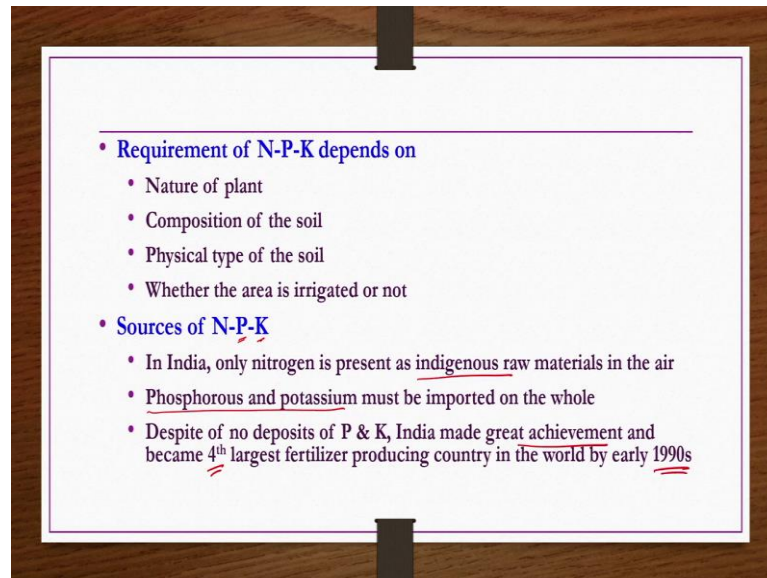 • Requirement of N-P-K depends on
• Nature of plant
• Composition of the soil
• Physical type of the soil
• Whether the area is irrigated or not
• Sources of N-P-K
• In India, only nitrogen is present as indigenous raw materials in the air
• Phosphorous and potassium must be imported on the whole
• Despite of no deposits of P & K, India made great achievement and
became 4th largest fertilizer producing country in the world by early 1990s